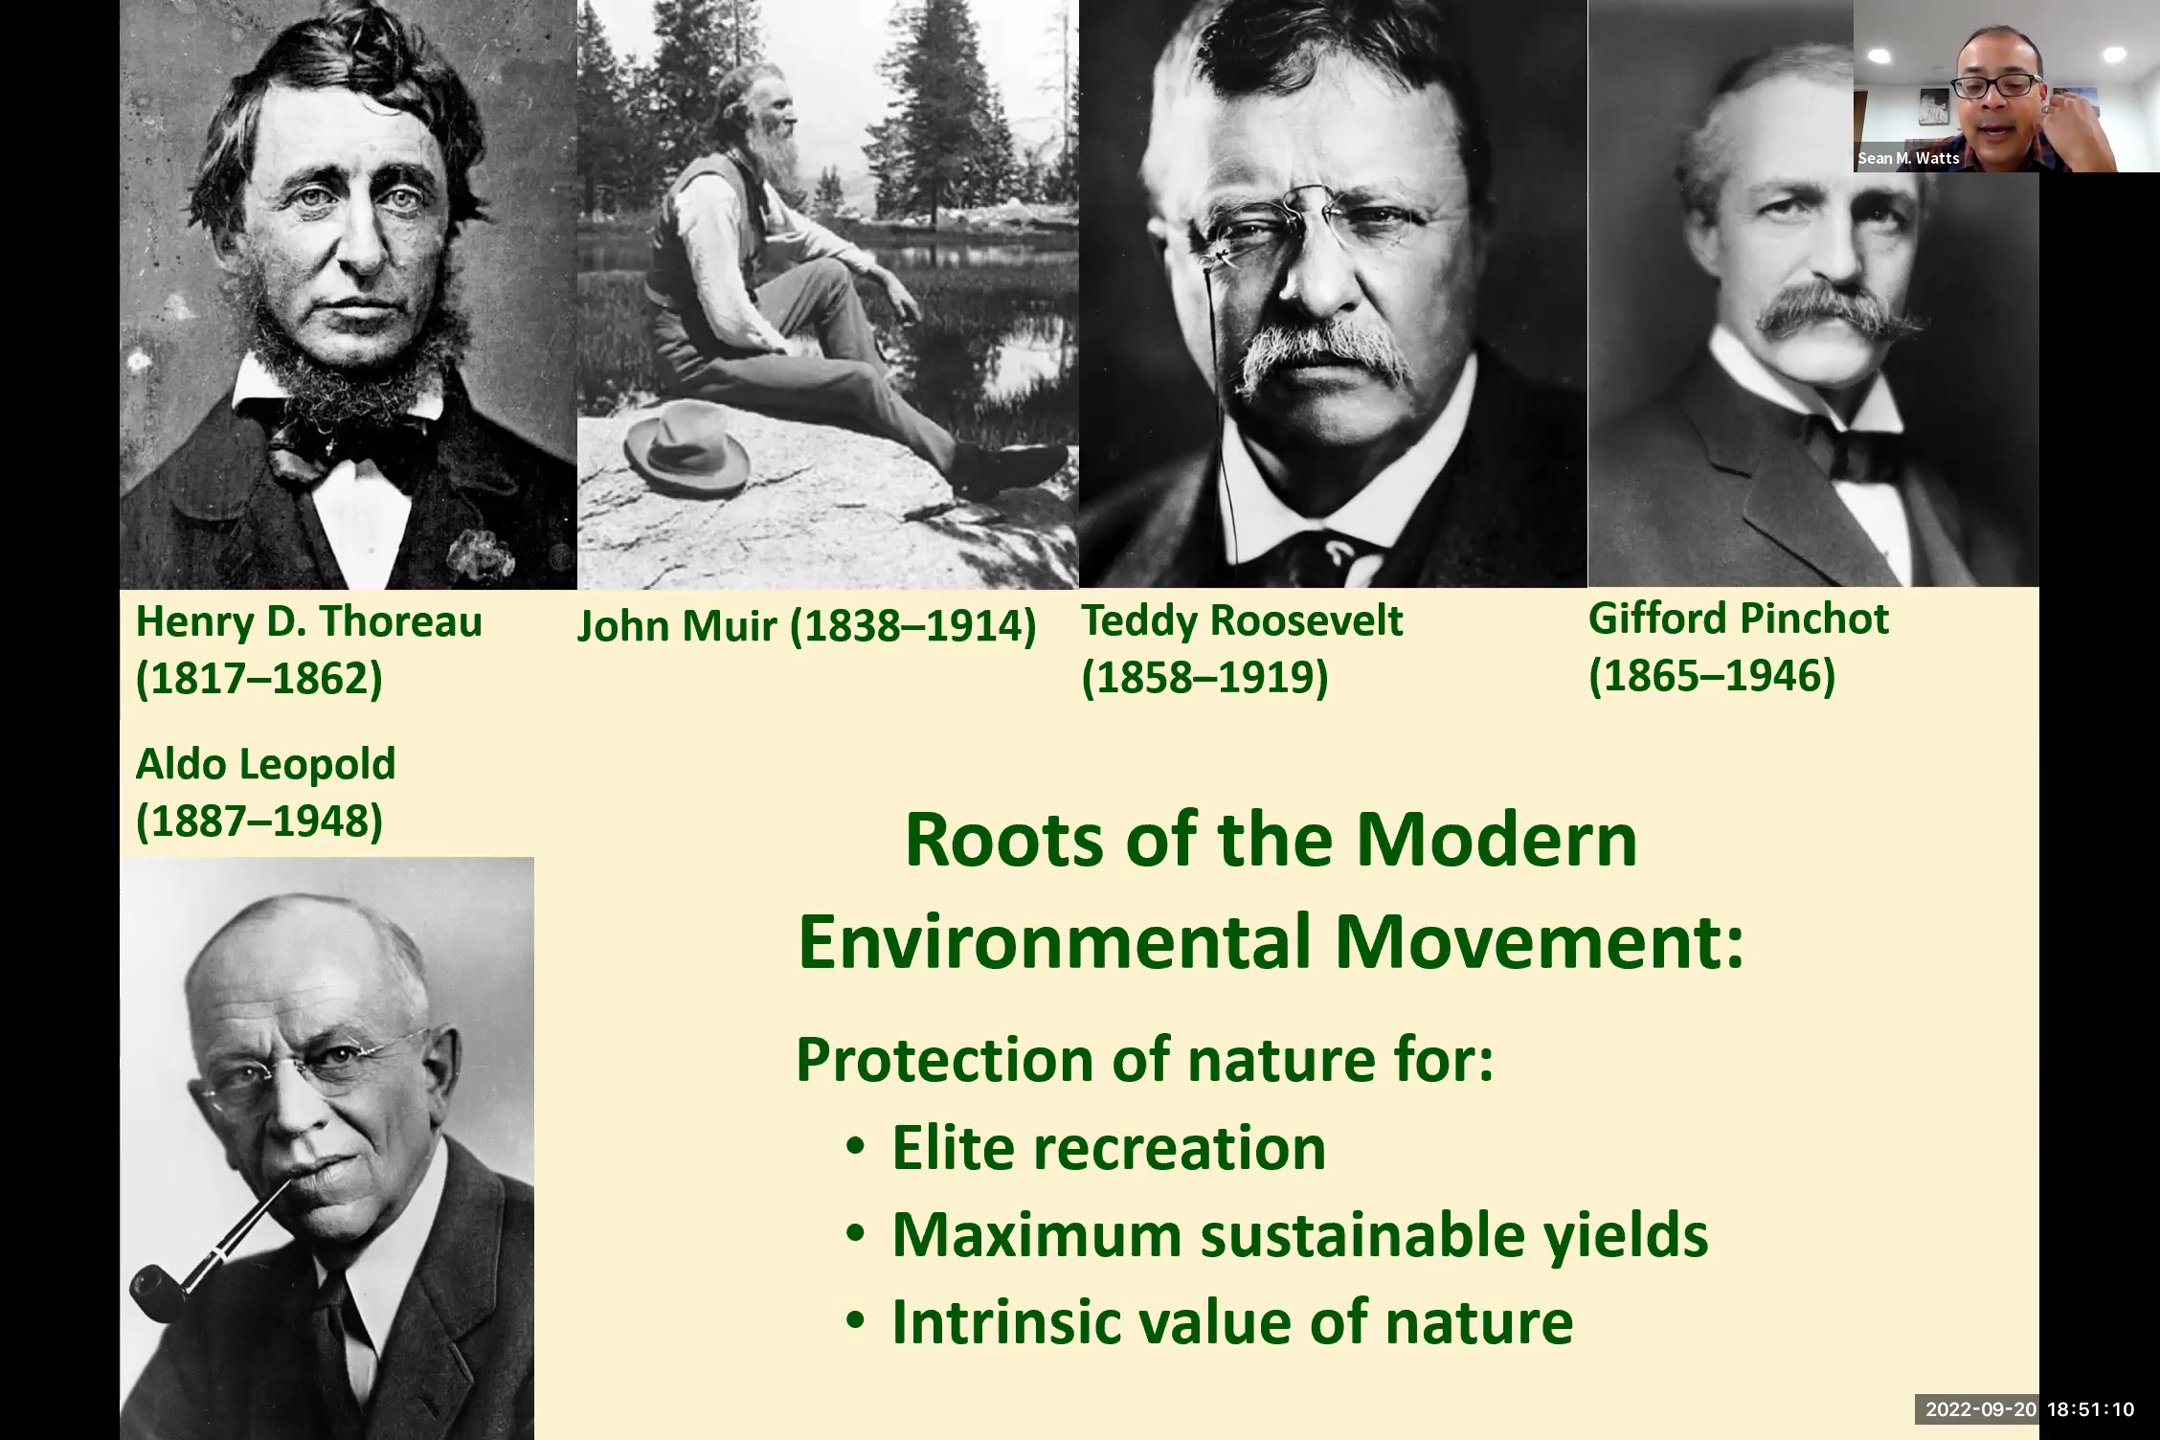 Sean M. Watts
Henry D. Thoreau
(1817–1862)
John Muir (1838–1914)
Teddy Roosevelt
(1858–1919)
Gifford Pinchot
(1865–1946)
Aldo Leopold
(1887–1948)
Roots of the Modern
Environmental Movement:
Protection of nature for:
• Elite recreation
• Maximum sustainable yields
• Intrinsic value of nature
2022-09-20 18:51:10